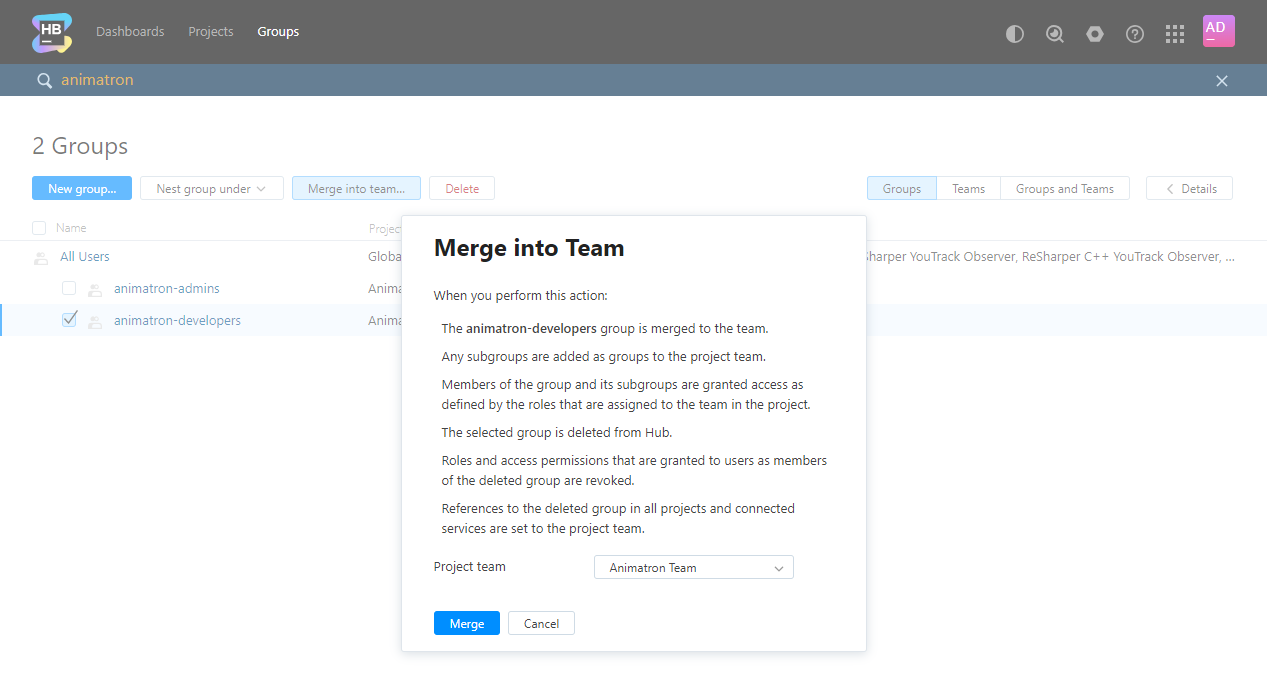 HB
Dashboards Projects Groups
AD
animatron
2 Groups
New group... Nest group under Merge into team... Delete Groups Teams Groups and Teams Details
Name Projec
All Users Globa harper YouTrack Observer, ReSharper C++ YouTrack Observer, ...
animatron-admins Anima
animatron-developers Anima
Merge into Team
When you perform this action:
The animatron-developers group is merged to the team.
Any subgroups are added as groups to the project team.
Members of the group and its subgroups are granted access as
defined by the roles that are assigned to the team in the project.
The selected group is deleted from Hub.
Roles and access permissions that are granted to users as members
of the deleted group are revoked.
References to the deleted group in all projects and connected
services are set to the project team.
Project team Animatron Team
Merge Cancel